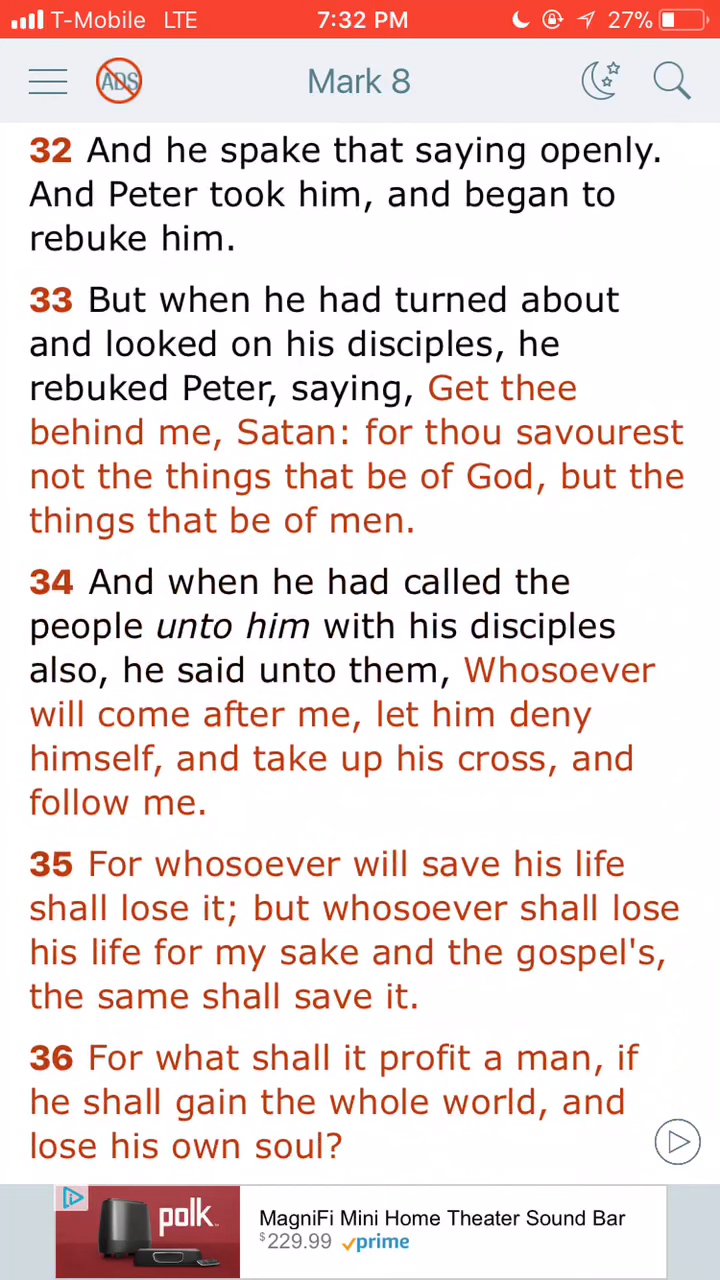 T-Mobile LTE 7:32 PM 27%
ADS Mark 8
32 And he spake that saying openly.
And Peter took him, and began to
rebuke him.
33 But when he had turned about
and looked on his disciples, he
rebuked Peter, saying, Get thee
behind me, Satan: for thou savourest
not the things that be of God, but the
things that be of men.
34 And when he had called the
people unto him with his disciples
also, he said unto them, Whosoever
will come after me, let him deny
himself, and take up his cross, and
follow me.
35 For whosoever will save his life
shall lose it; but whosoever shall lose
his life for my sake and the gospel's,
the same shall save it.
36 For what shall it profit a man, if
he shall gain the whole world, and
lose his own soul?
polk
MagniFi Mini Home Theater Sound Bar
$229.99 prime